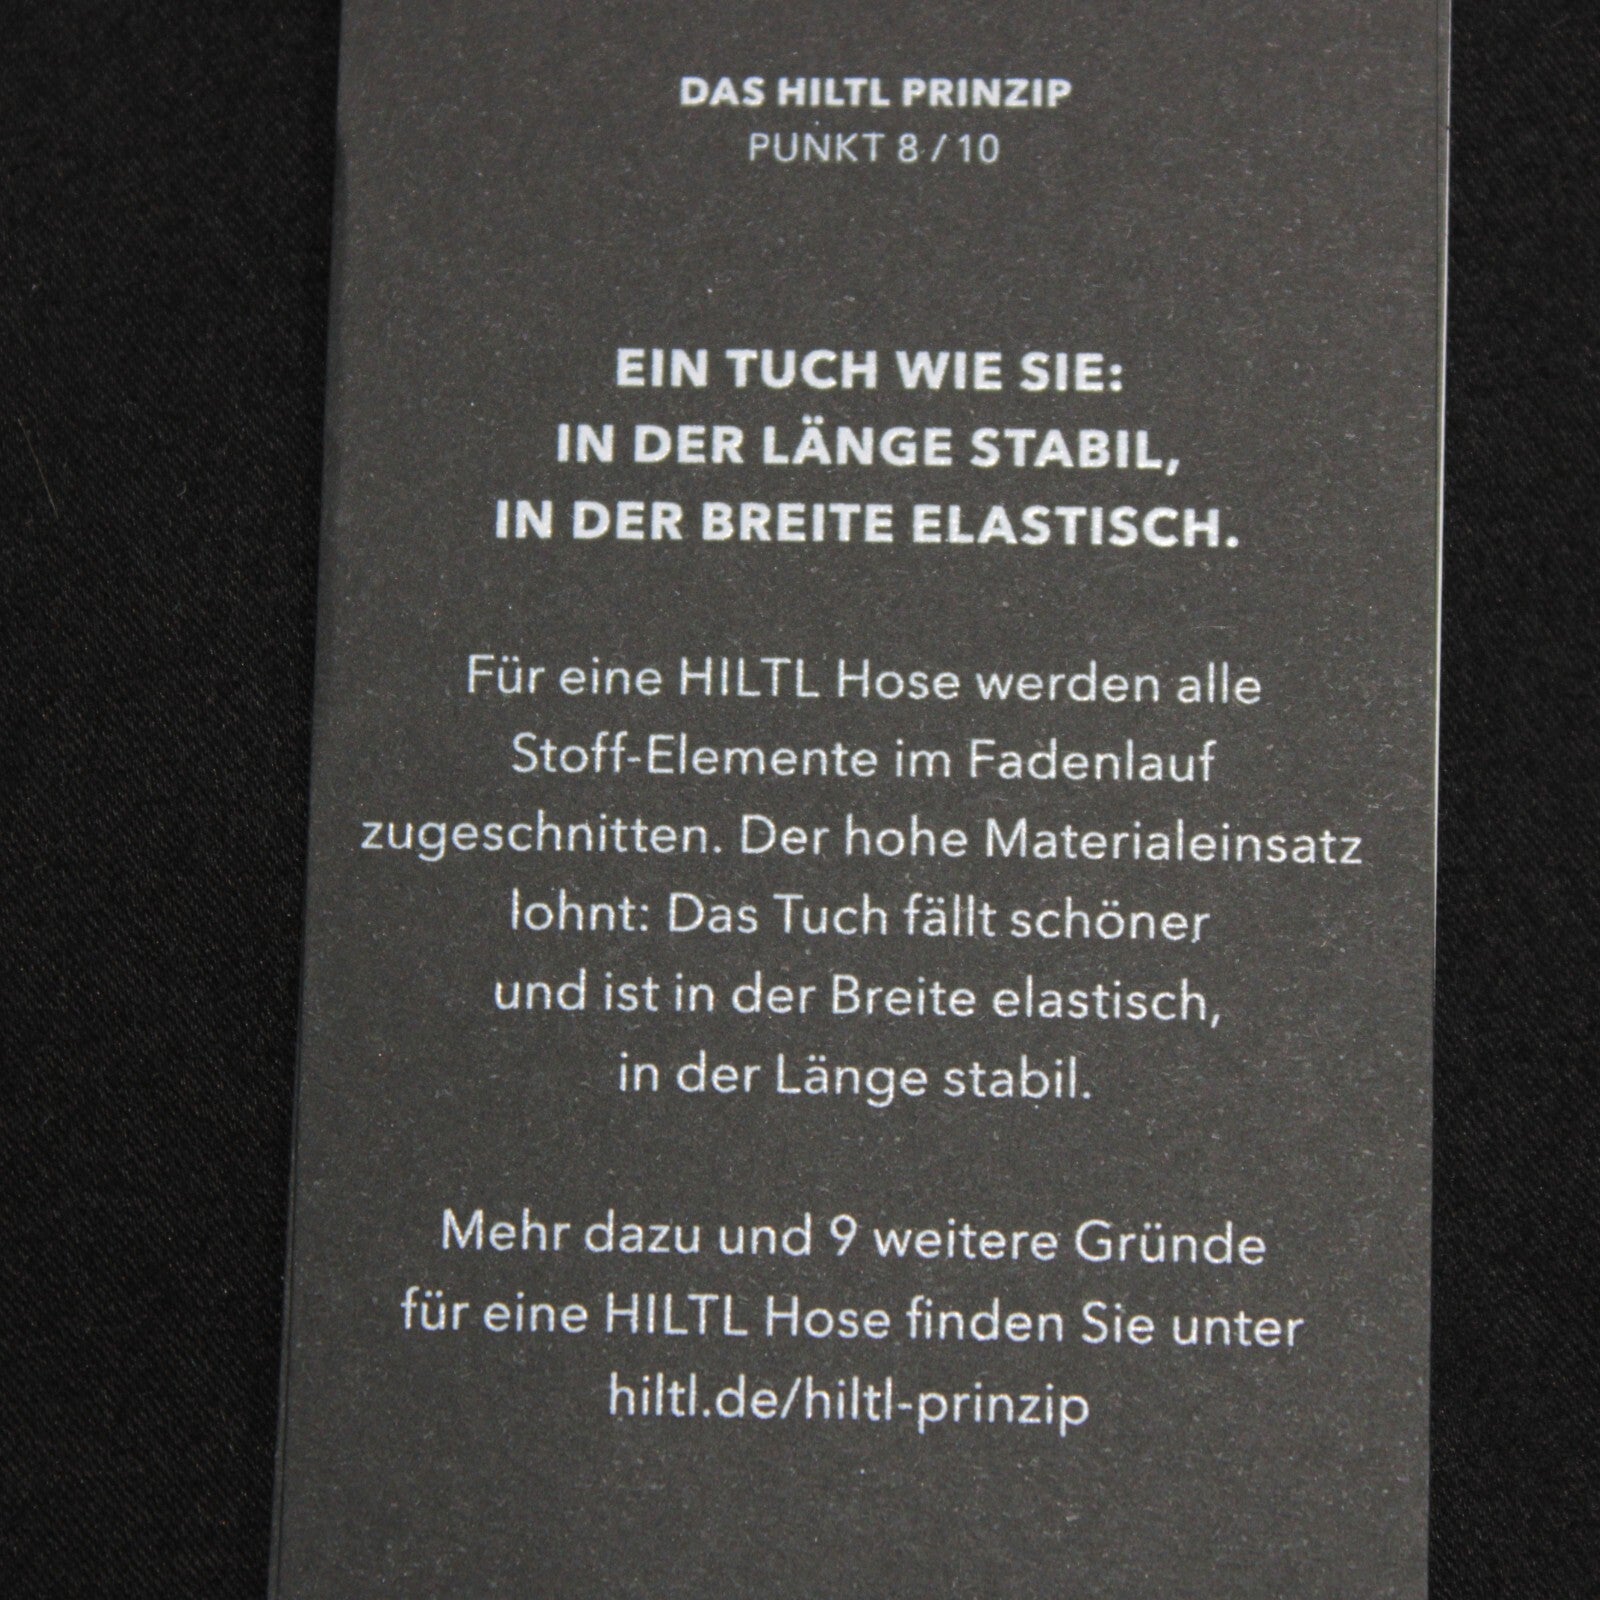 DAS HILTL PRINZIP
PUNKT 8 / 10
EIN TUCH WIE SIE:
IN DER LÄNGE STABIL,
IN DER BREITE ELASTISCH.
Für eine HILTL Hose werden alle
Stoff-Elemente im Fadenlauf
zugeschnitten. Der hohe Materialeinsatz
lohnt: Das Tuch fällt schöner
und ist in der Breite elastisch,
in der Länge stabil.
Mehr dazu und 9 weitere Gründe
für eine HILTL Hose finden Sie unter
hiltl.de/hiltl-prinzip